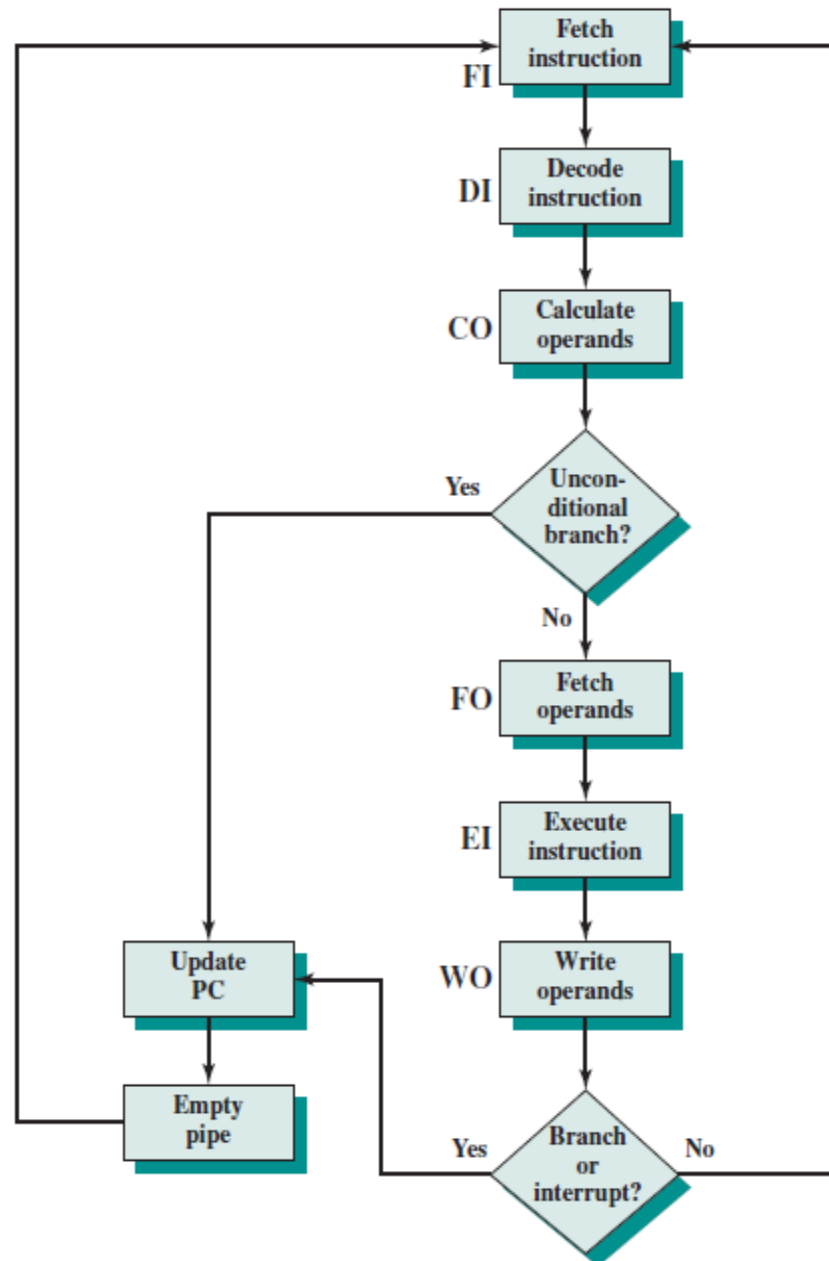 Fetch
instruction
FI
Decode
instruction
DI
Calculate
operands
CO
Uncon-
ditional
branch?
Yes
No
Fetch
operands
FO
Execute
instruction
EI
Update
PC
Write
operands
WO
Empty
pipe
Branch
or
interrupt?
Yes
No